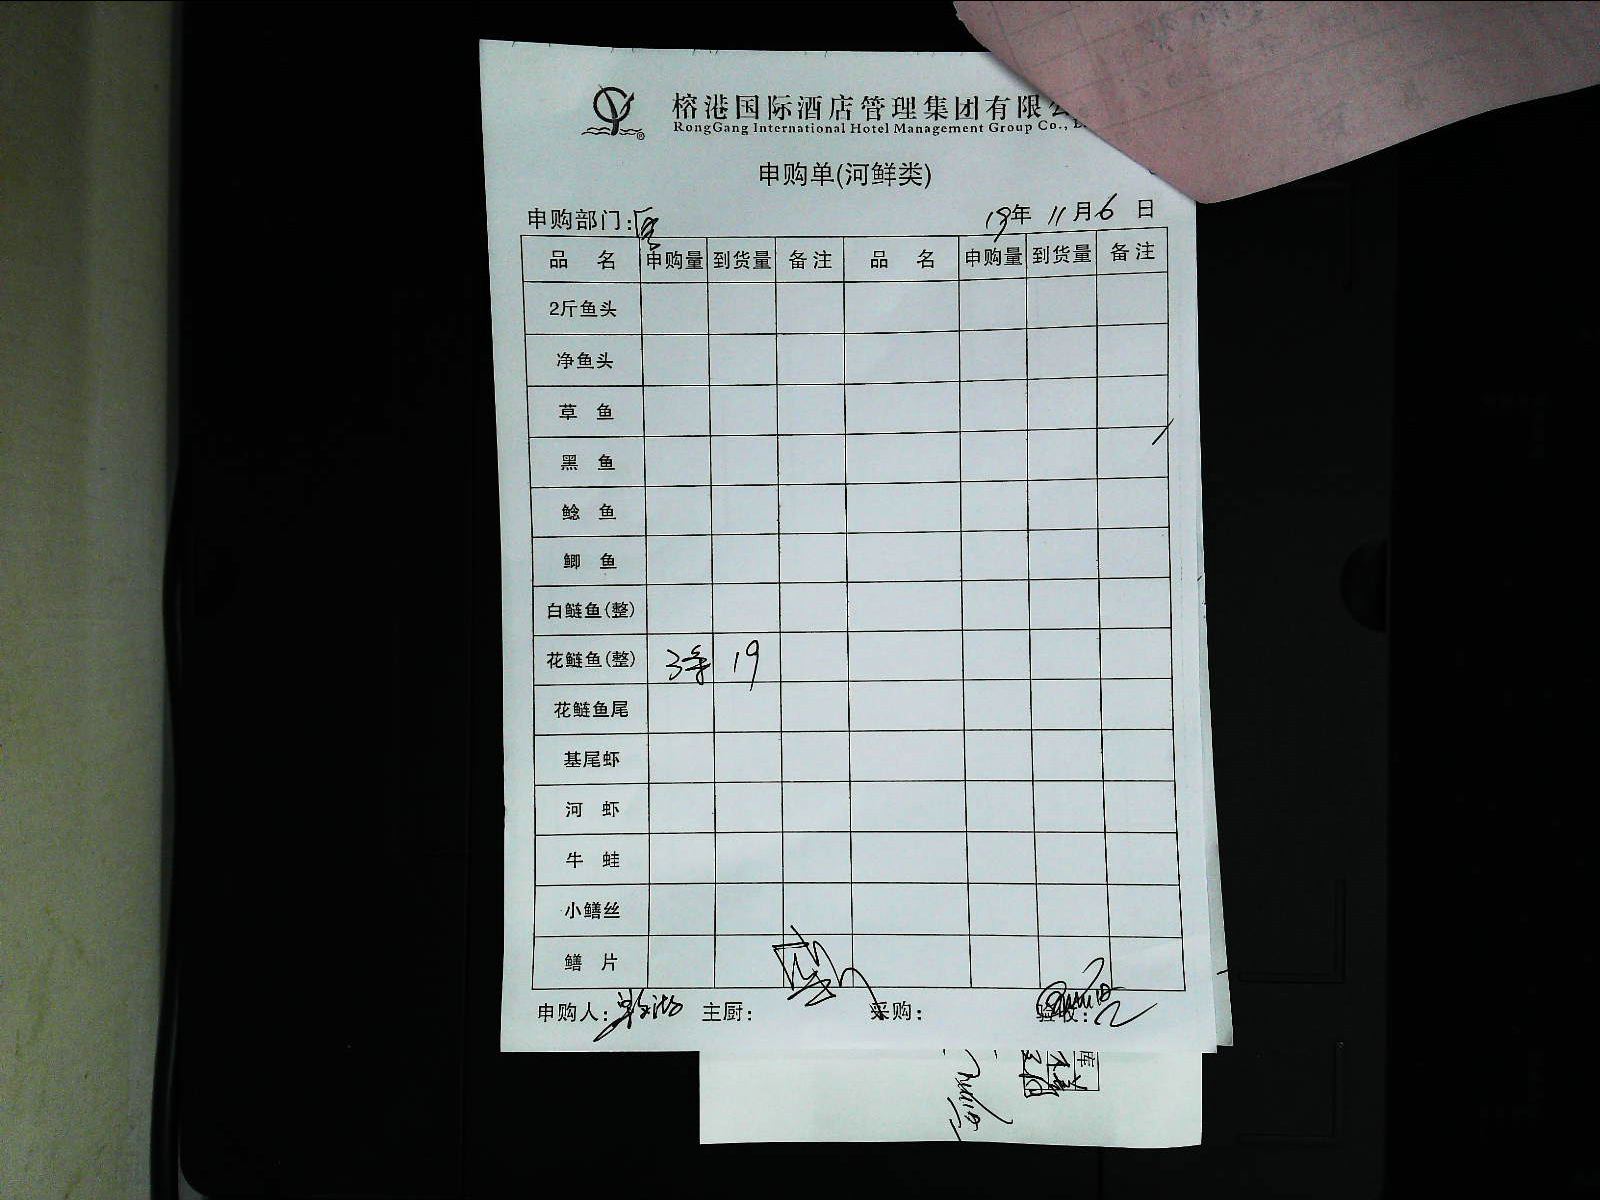 榕港国际酒店管理集团有限
RongGang International Hotel Management Group Co.,
申购单(河鲜类)
申购部门: 19年 11月6日
品名 申购量 到货量 备注 品名 申购量 到货量 备注
2斤鱼头
净鱼头
草鱼
黑鱼
鲶鱼
鲫鱼
白鲢鱼(整)
花鲢鱼(整) 3条 19
花鲢鱼尾
基尾虾
河虾
牛蛙
小鳝丝
鳝片
申购人: 主厨: 采购: 验收:
库